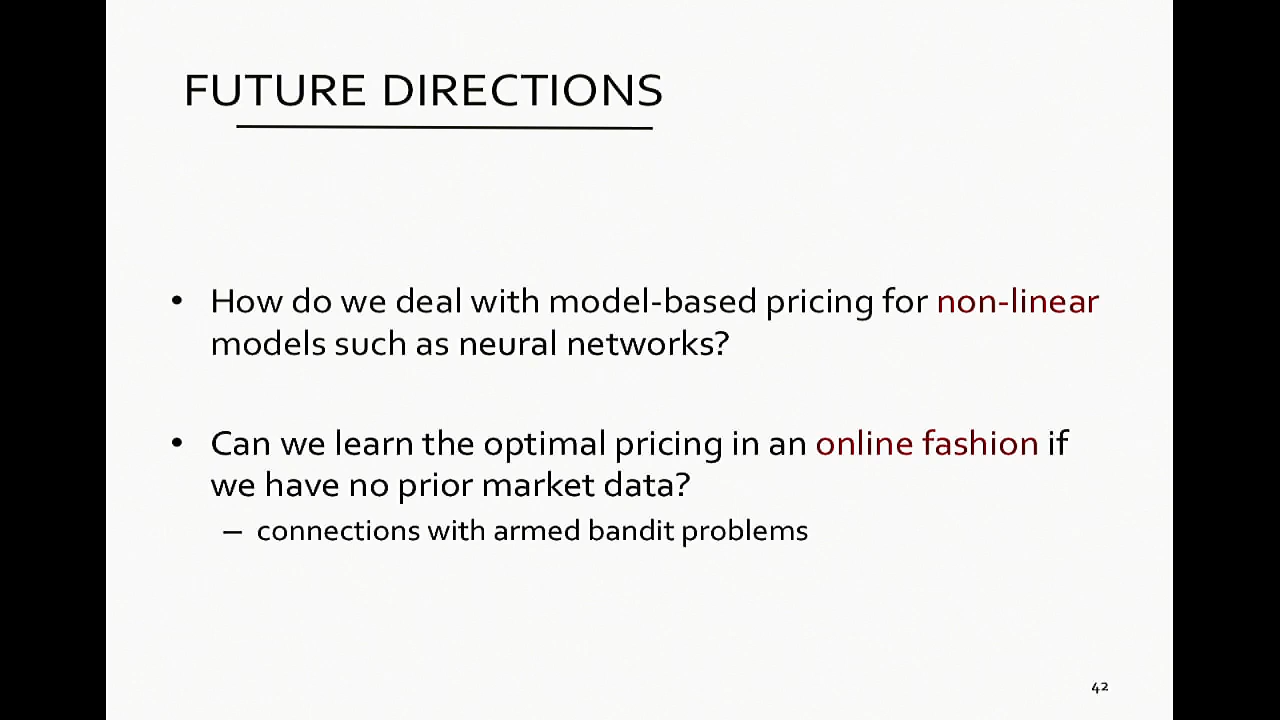 FUTURE DIRECTIONS
• How do we deal with model-based pricing for non-linear
models such as neural networks?
• Can we learn the optimal pricing in an online fashion if
we have no prior market data?
– connections with armed bandit problems
42